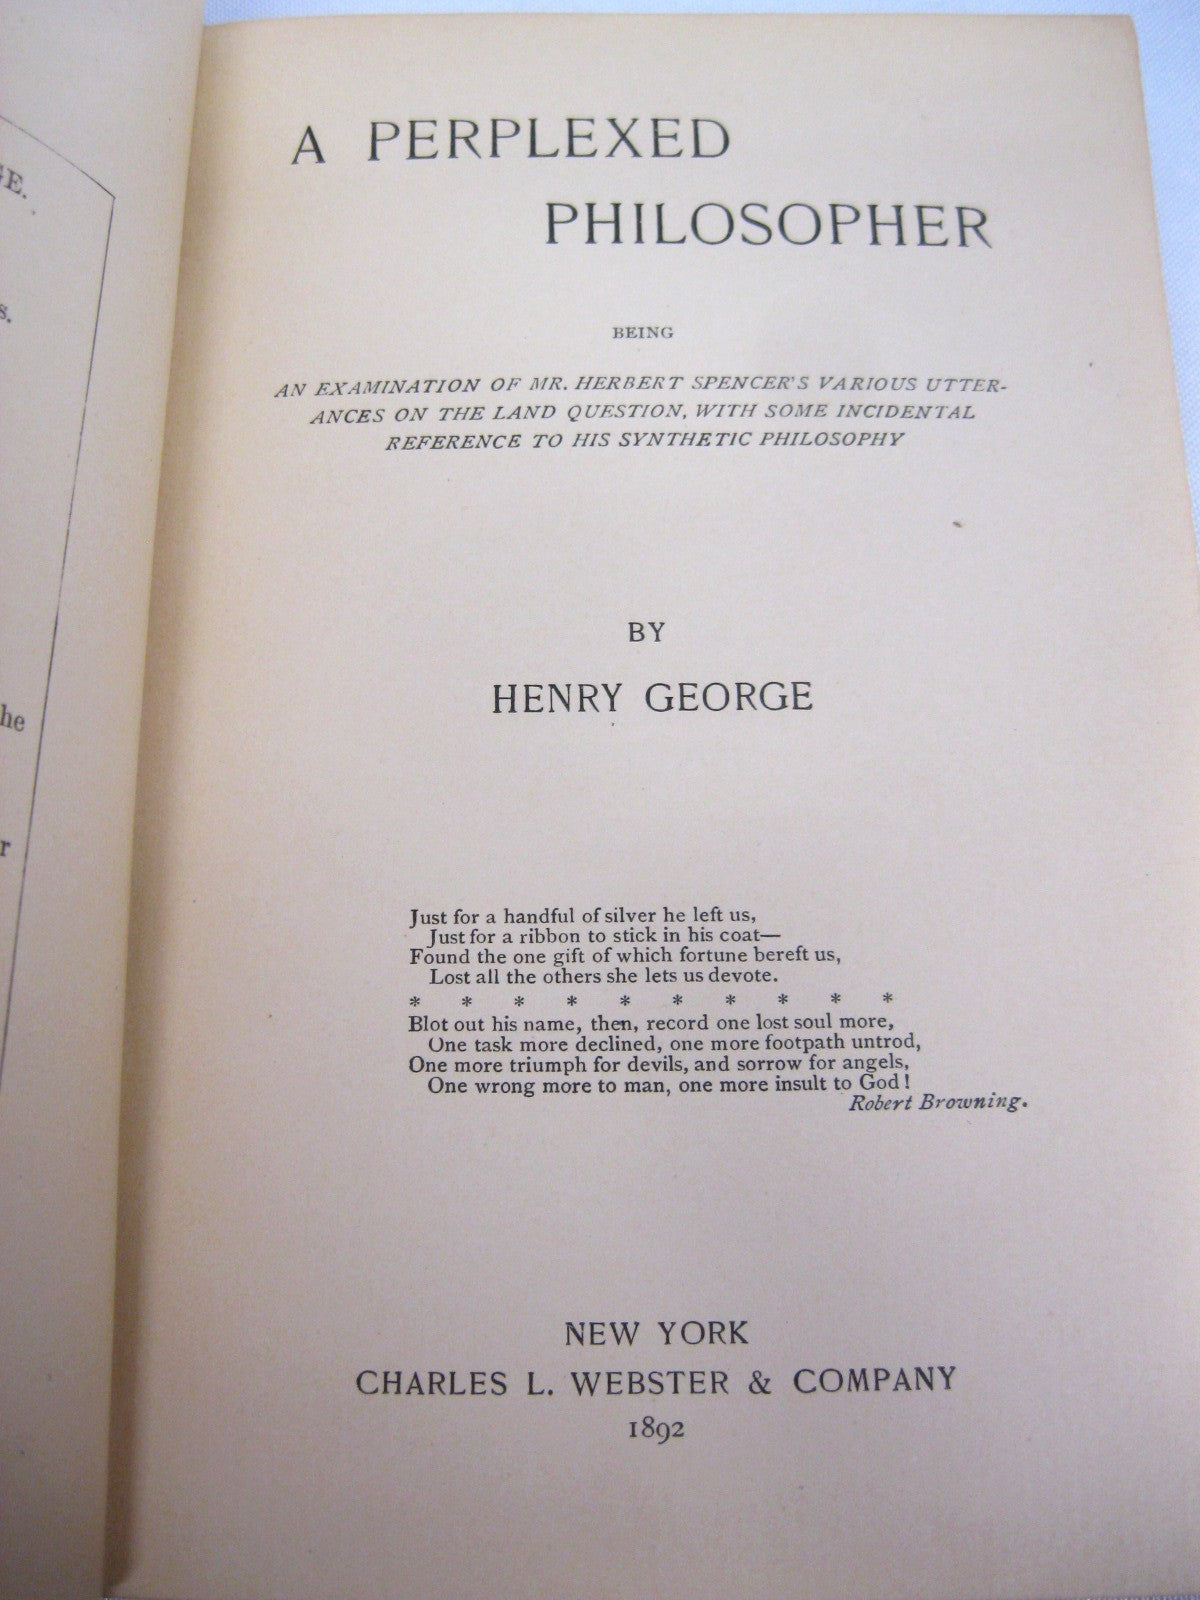 GE.
s.
he
r
A PERPLEXED
PHILOSOPHER
BEING
AN EXAMINATION OF MR. HERBERT SPENCER'S VARIOUS UTTER-
ANCES ON THE LAND QUESTION, WITH SOME INCIDENTAL
REFERENCE TO HIS SYNTHETIC PHILOSOPHY
BY
HENRY GEORGE
Just for a handful of silver he left us,
Just for a ribbon to stick in his coat—
Found the one gift of which fortune bereft us,
Lost all the others she lets us devote.
* * * * * * * * * *
Blot out his name, then, record one lost soul more,
One task more declined, one more footpath untrod,
One more triumph for devils, and sorrow for angels,
One wrong more to man, one more insult to God!
Robert Browning.
NEW YORK
CHARLES L. WEBSTER & COMPANY
1892